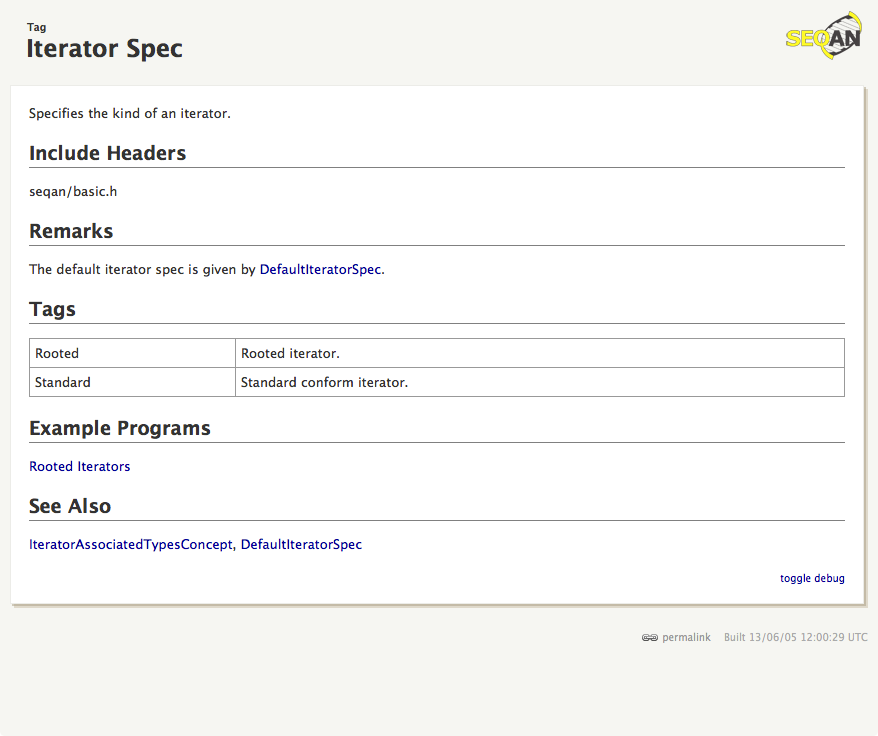 Tag
Iterator Spec
SEQAN
Specifies the kind of an iterator.
Include Headers
seqan/basic.h
Remarks
The default iterator spec is given by DefaultIteratorSpec.
Tags
Rooted Rooted iterator.
Standard Standard conform iterator.
Example Programs
Rooted Iterators
See Also
IteratorAssociatedTypesConcept, DefaultIteratorSpec
toggle debug
permalink Built 13/06/05 12:00:29 UTC